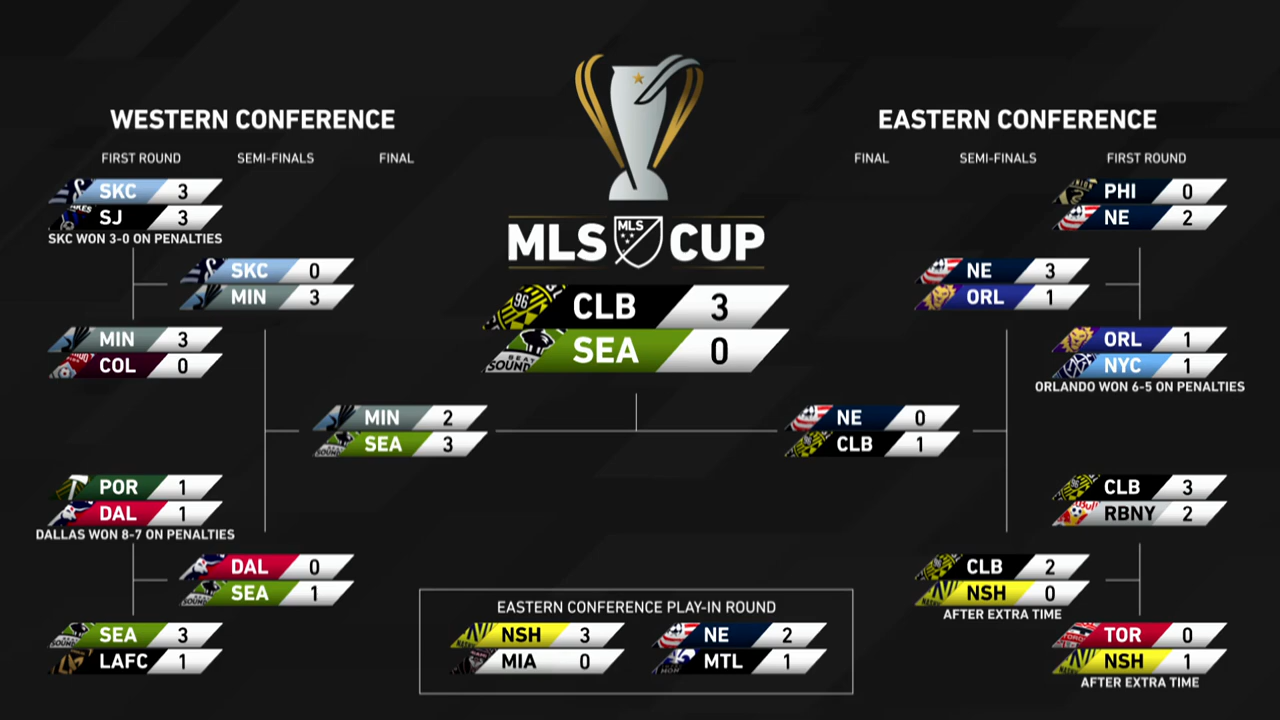 WESTERN CONFERENCE
FIRST ROUND SEMI-FINALS FINAL
SKC 3
SJ 3
SKC WON 3-0 ON PENALTIES
SKC 0
MIN 3
MIN 3
COL 0
MIN 2
SEA 3
POR 1
DAL 1
DALLAS WON 8-7 ON PENALTIES
DAL 0
SEA 1
SEA 3
LAFC 1
MLS MLS CUP
CLB 3
SEA 0
EASTERN CONFERENCE
FINAL SEMI-FINALS FIRST ROUND
PHI 0
NE 2
NE 3
ORL 1
ORL 1
NYC 1
ORLANDO WON 6-5 ON PENALTIES
NE 0
CLB 1
CLB 3
RBNY 2
CLB 2
NSH 0
AFTER EXTRA TIME
TOR 0
NSH 1
AFTER EXTRA TIME
EASTERN CONFERENCE PLAY-IN ROUND
NSH 3
MIA 0
NE 2
MTL 1